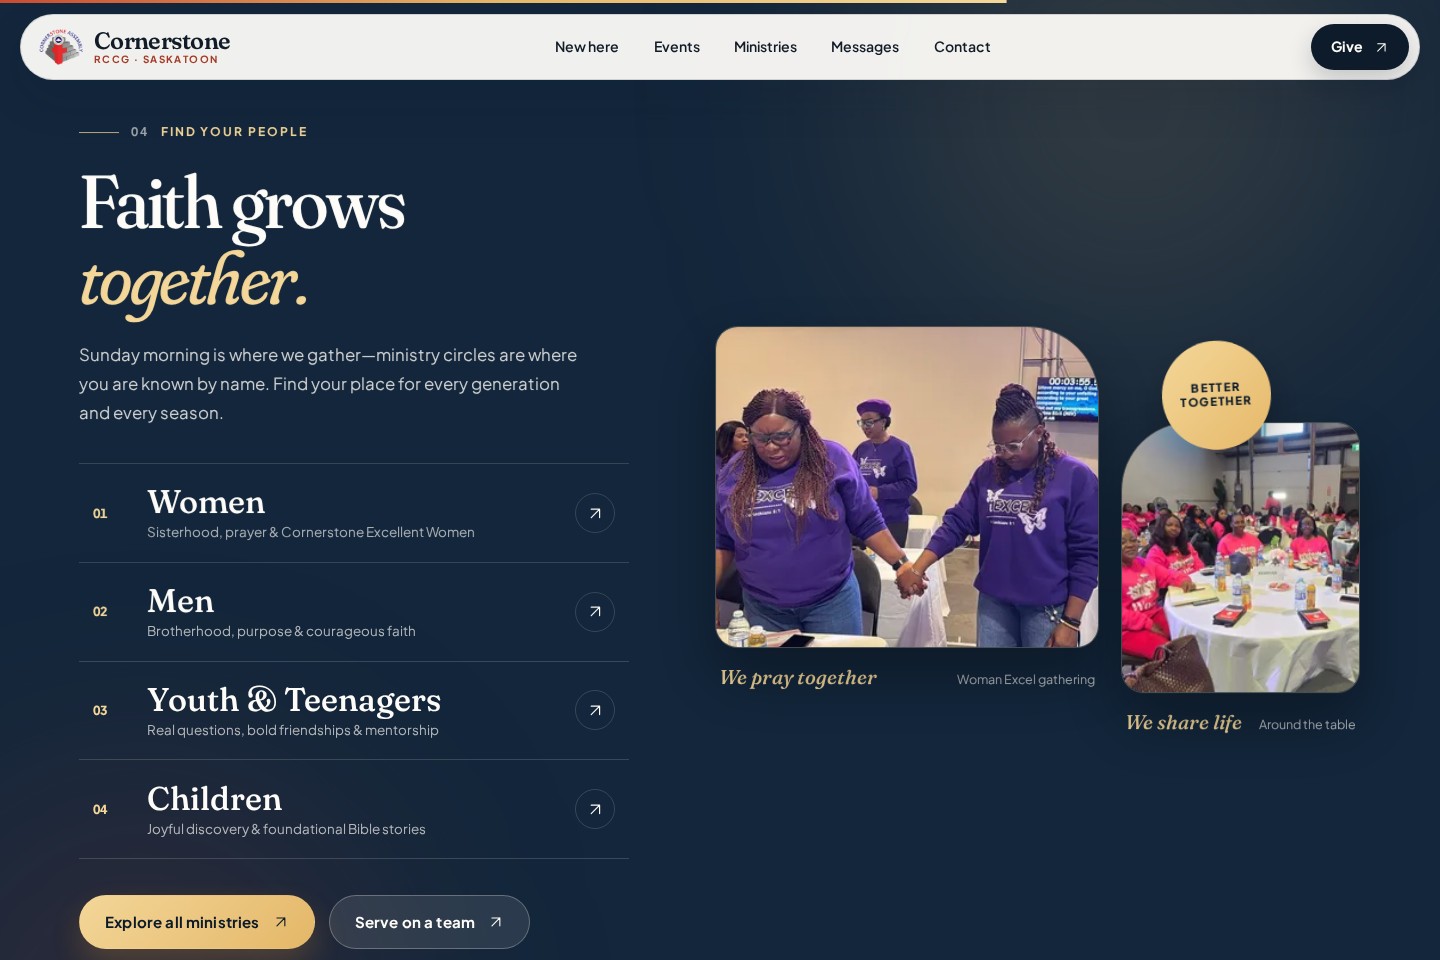 Cornerstone
RCCG · SASKATOON
New here
Events
Ministries
Messages
Contact
Give
04 FIND YOUR PEOPLE
Faith grows
together.
Sunday morning is where we gather—ministry circles are where
you are known by name. Find your place for every generation
and every season.
01
Women
Sisterhood, prayer & Cornerstone Excellent Women
02
Men
Brotherhood, purpose & courageous faith
03
Youth & Teenagers
Real questions, bold friendships & mentorship
04
Children
Joyful discovery & foundational Bible stories
Explore all ministries
Serve on a team
00:03:55
EXCEL
We pray together
Woman Excel gathering
BETTER
TOGETHER
We share life
Around the table